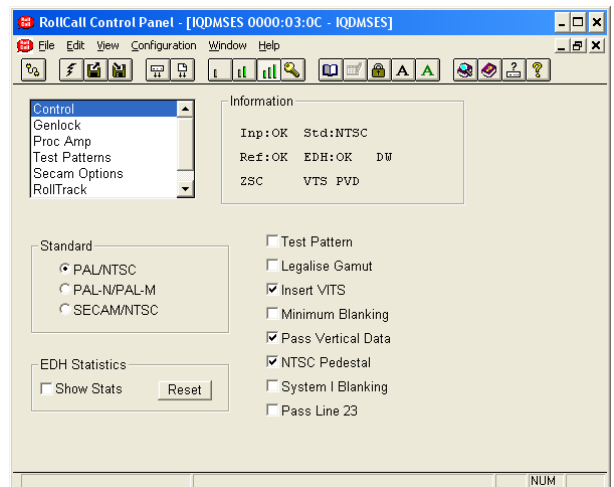 RollCall Control Panel - [IQDMSES 0000:03:0C - IQDMSES]
File Edit View Configuration Window Help
A A
Control
Genlock
Proc Amp
Test Patterns
Secam Options
RollTrack
Information
Inp:OK Std:NTSC
Ref:OK EDH:OK DW
ZSC VTS PVD
Standard
PAL/NTSC
PAL-N/PAL-M
SECAM/NTSC
EDH Statistics
Show Stats Reset
Test Pattern
Legalise Gamut
Insert VITS
Minimum Blanking
Pass Vertical Data
NTSC Pedestal
System I Blanking
Pass Line 23
NUM